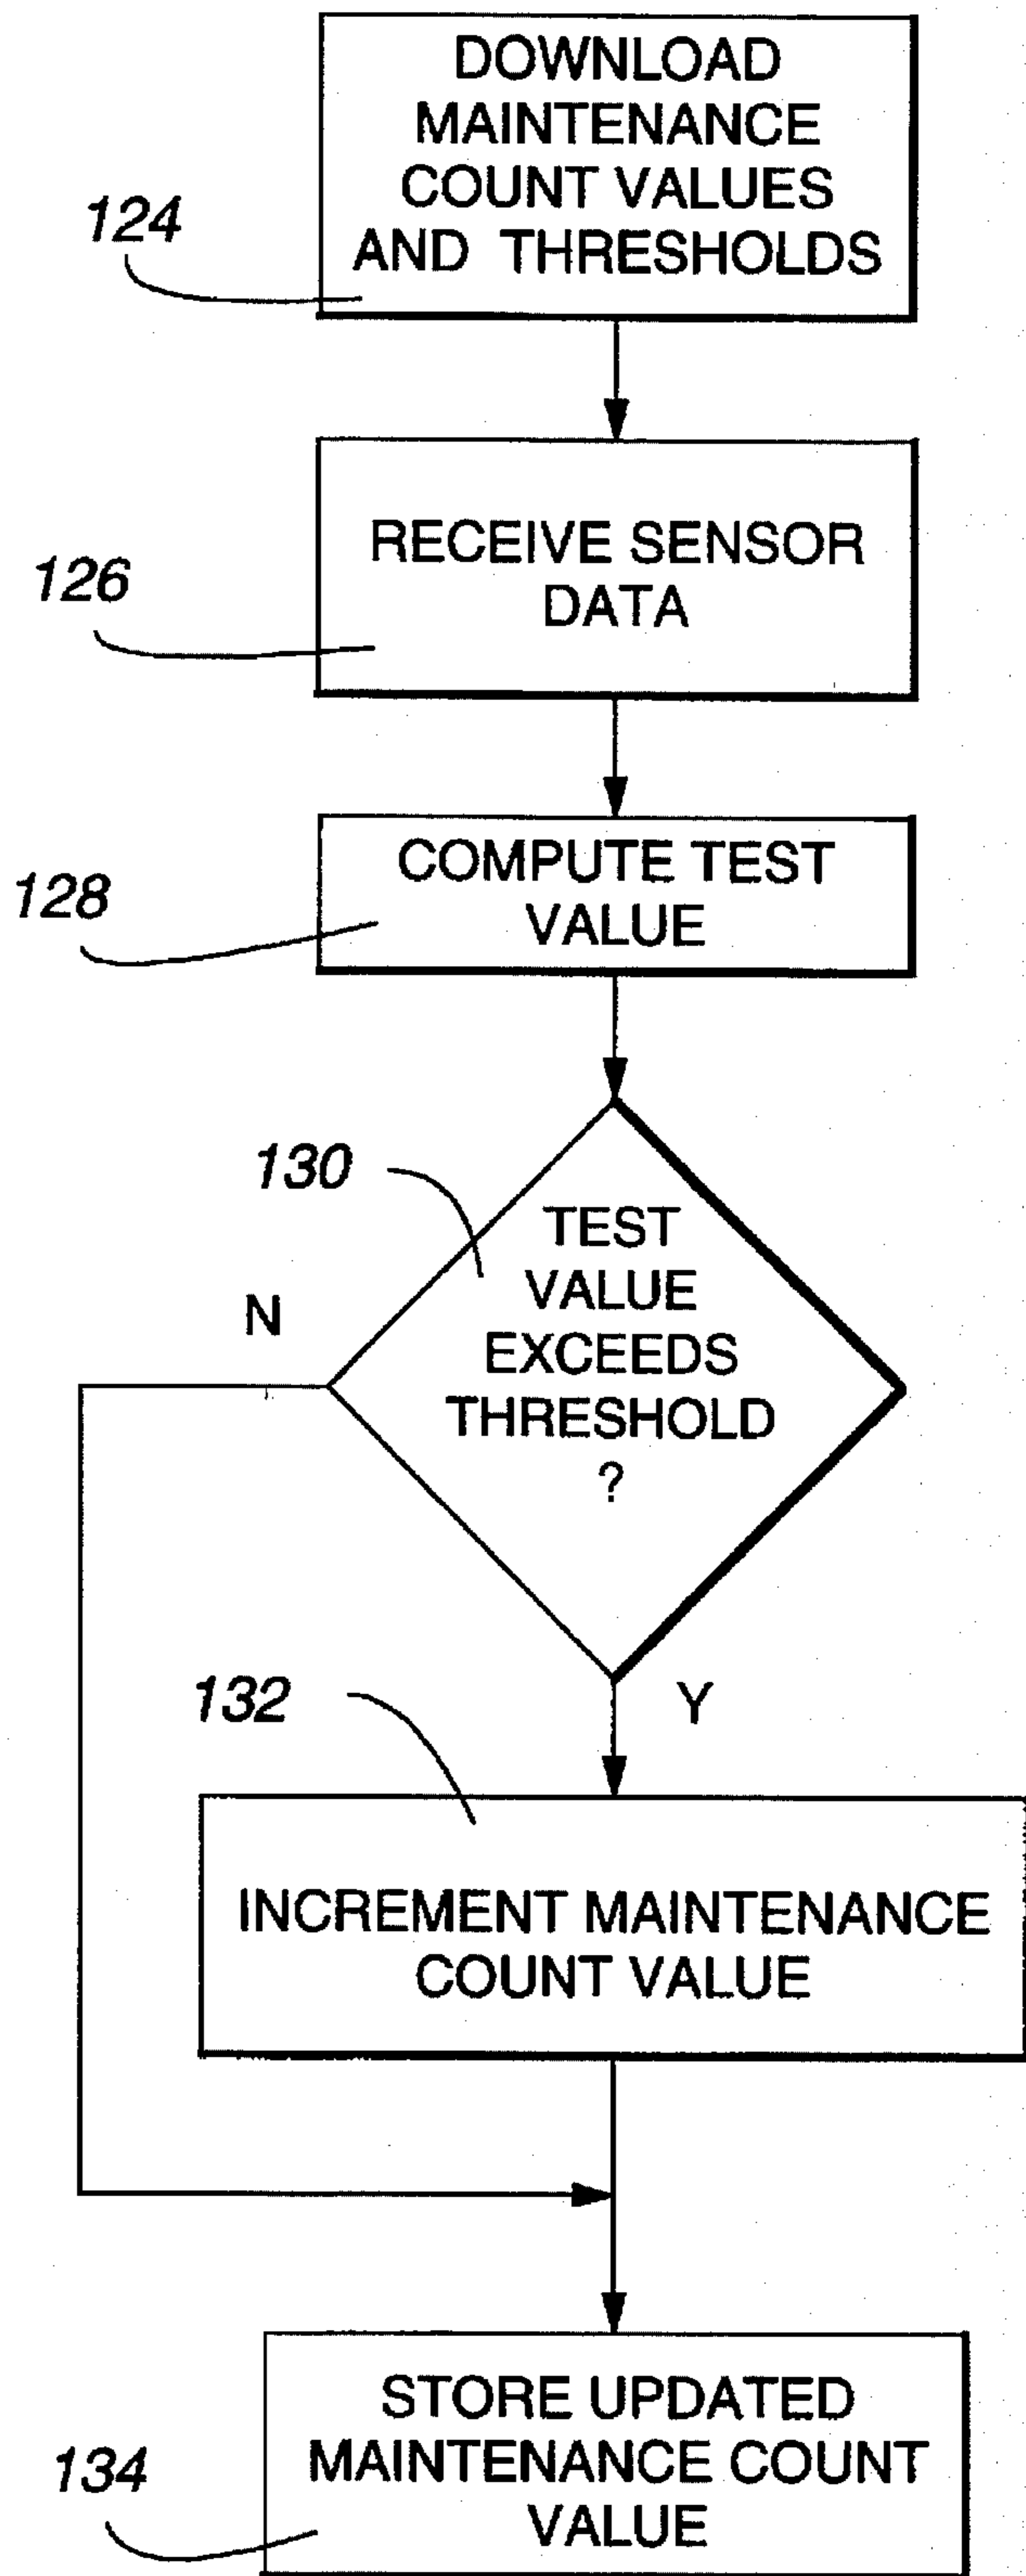 DOWNLOAD
MAINTENANCE
COUNT VALUES
AND THRESHOLDS
124
RECEIVE SENSOR
DATA
126
COMPUTE TEST
VALUE
128
130
TEST
VALUE
EXCEEDS
THRESHOLD
?
N
Y
132
INCREMENT MAINTENANCE
COUNT VALUE
STORE UPDATED
MAINTENANCE COUNT
VALUE
134